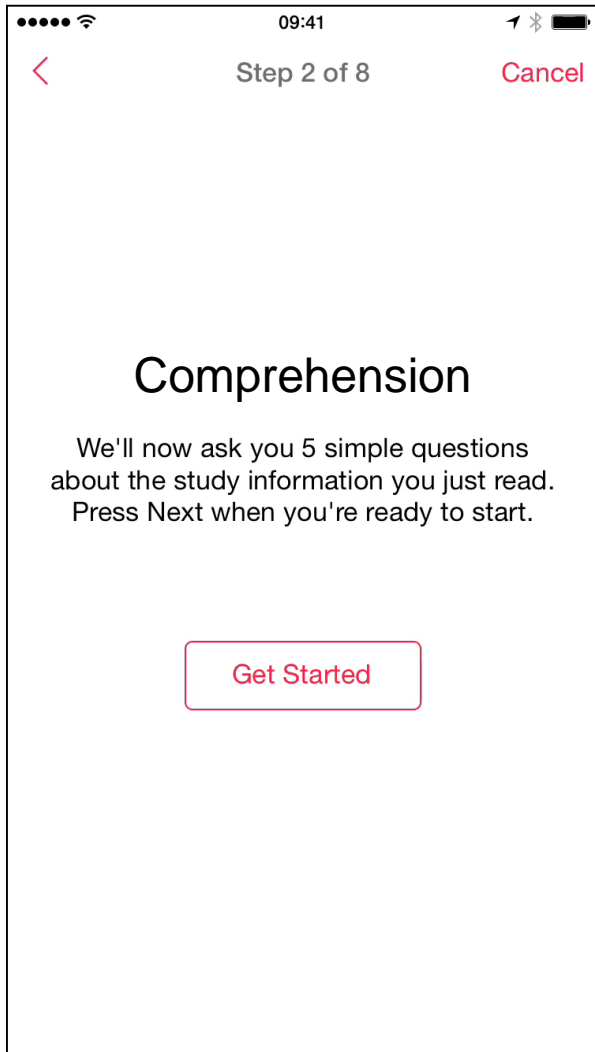 09:41
Step 2 of 8
Cancel
Comprehension
We'll now ask you 5 simple questions
about the study information you just read.
Press Next when you're ready to start.
Get Started